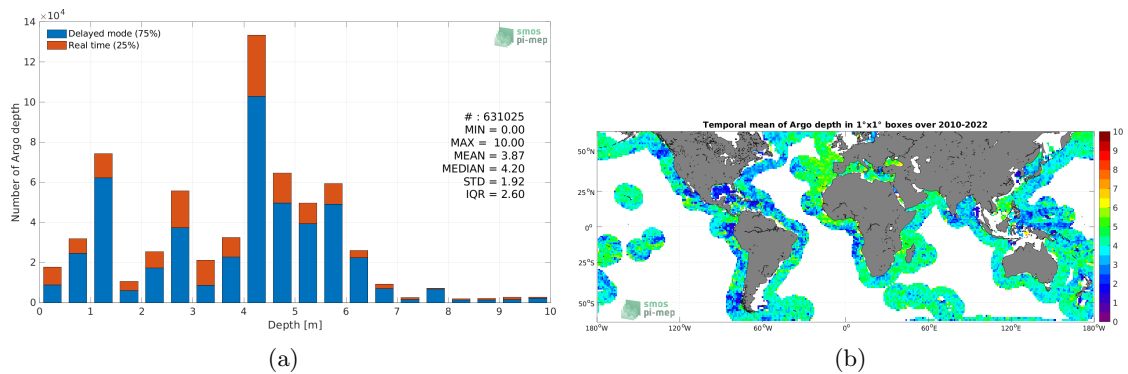 ×10⁴
14
12
10
8
6
4
2
0
Number of Argo depth
Delayed mode (75%)
Real time (25%)
smos
pi-mep
# : 631025
MIN = 0.00
MAX = 10.00
MEAN = 3.87
MEDIAN = 4.20
STD = 1.92
IQR = 2.60
0 1 2 3 4 5 6 7 8 9 10
Depth [m]
(a)
Temporal mean of Argo depth in 1°x1° boxes over 2010-2022
50°N
25°N
0°
25°S
50°S
smos
pi-mep
180°W 120°W 60°W 0° 60°E 120°E 180°W
10
9
8
7
6
5
4
3
2
1
0
(b)